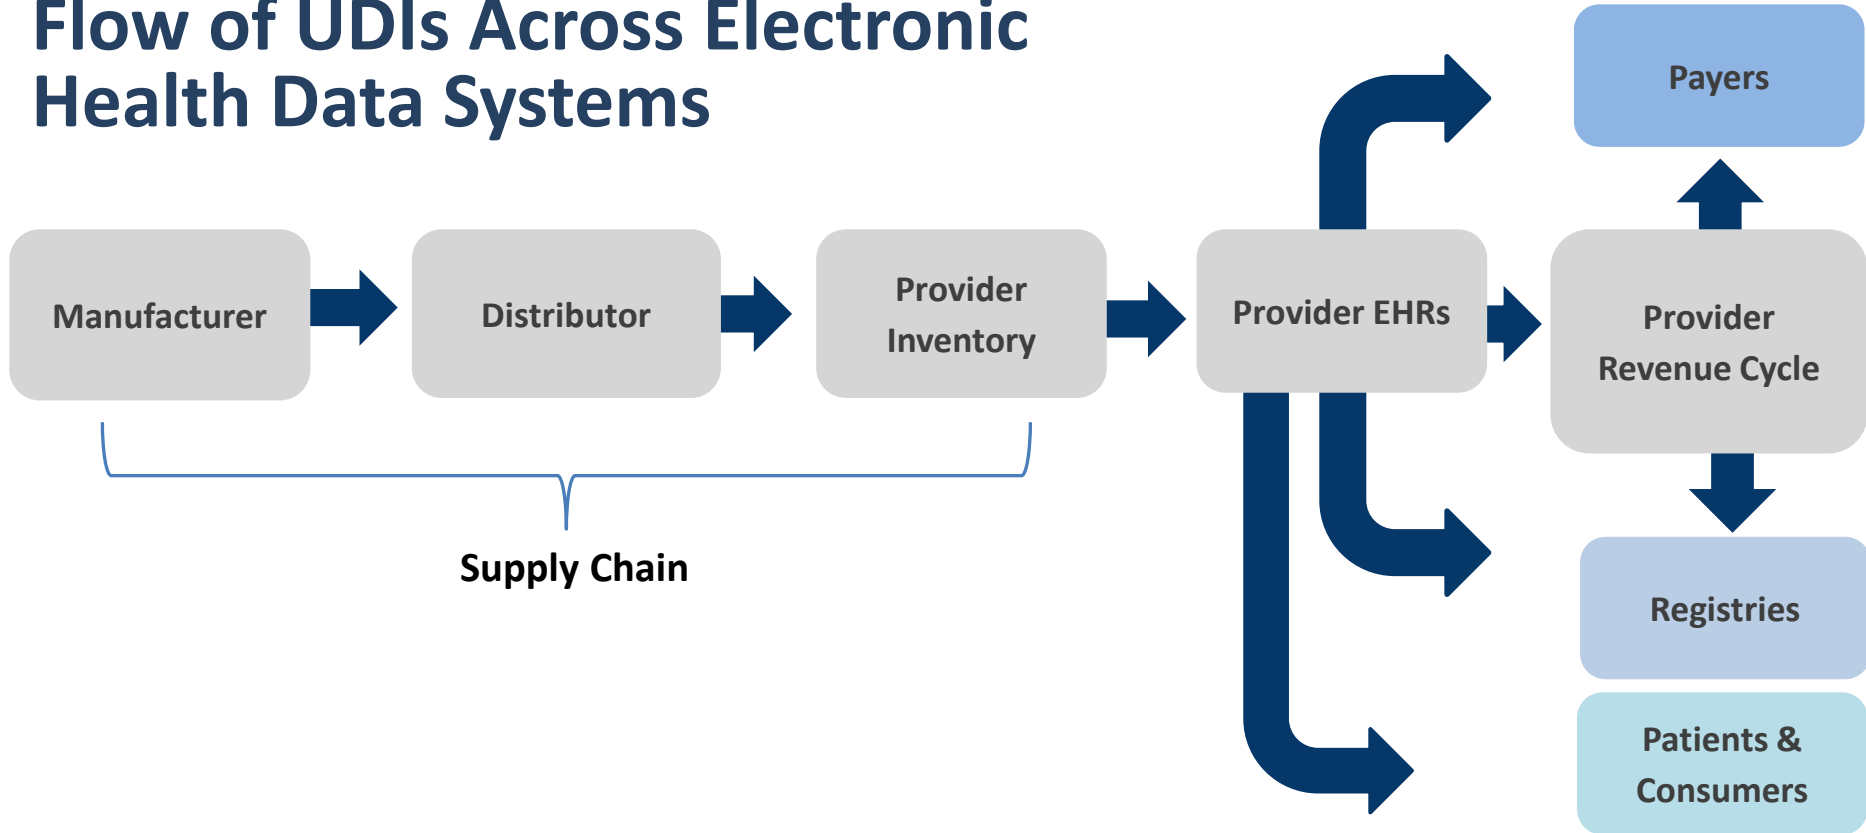 Flow of UDIs Across Electronic
Health Data Systems
Payers
Manufacturer
Distributor
Provider
Inventory
Provider EHRs
Provider
Revenue Cycle
Supply Chain
Registries
Patients &
Consumers